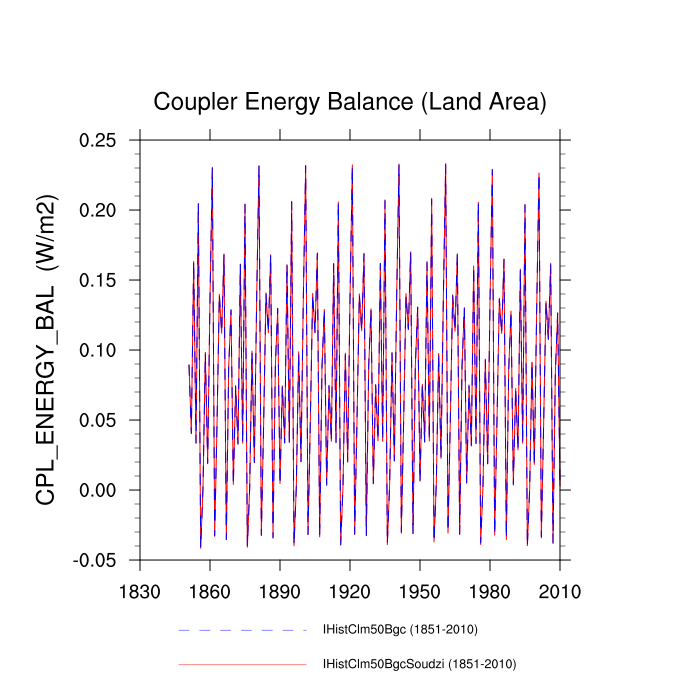 Coupler Energy Balance (Land Area)
CPL_ENERGY_BAL (W/m2)
0.25
0.20
0.15
0.10
0.05
0.00
-0.05
1830 1860 1890 1920 1950 1980 2010
IHistClm50Bgc (1851-2010)
IHistClm50BgcSoudzi (1851-2010)